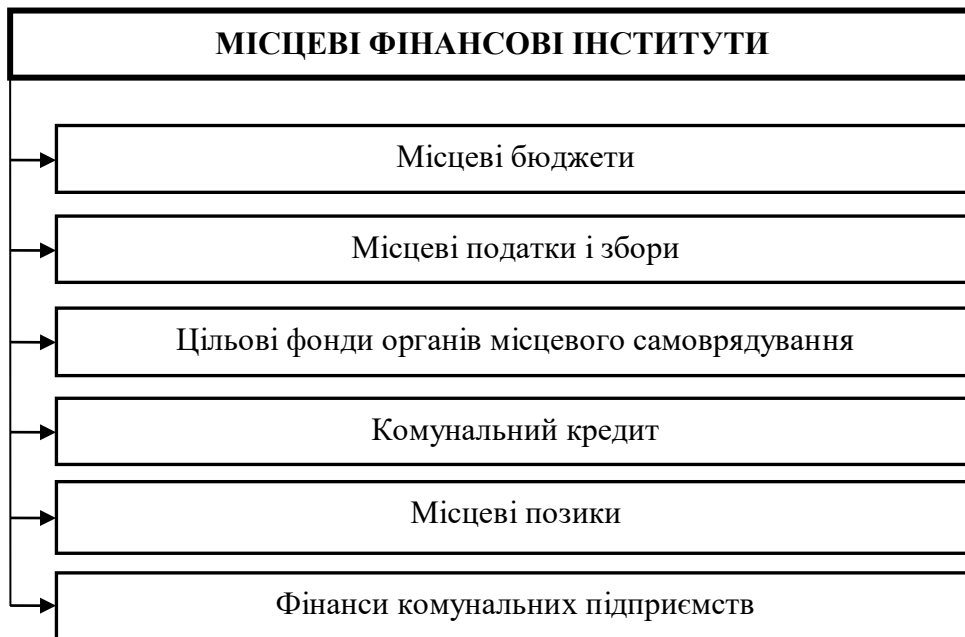 МІСЦЕВІ ФІНАНСОВІ ІНСТИТУТИ
Місцеві бюджети
Місцеві податки і збори
Цільові фонди органів місцевого самоврядування
Комунальний кредит
Місцеві позики
Фінанси комунальних підприємств